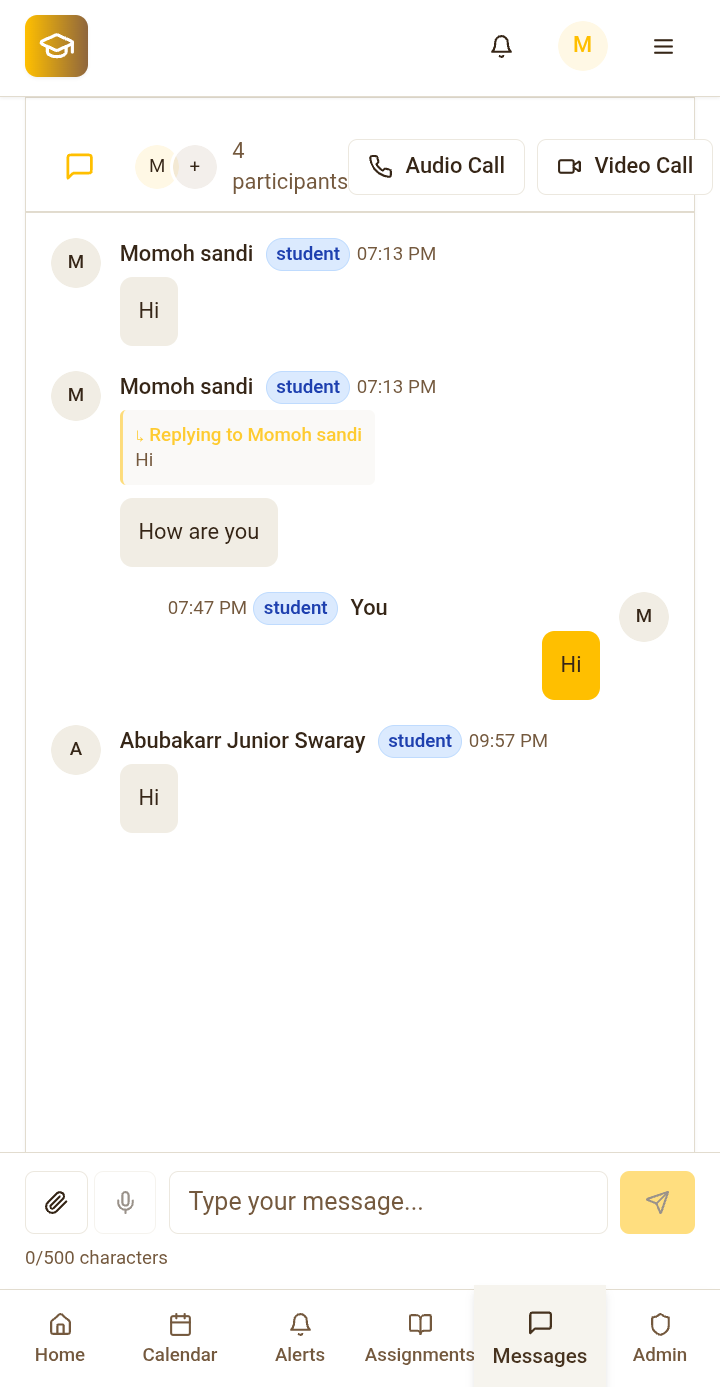 M
M
+
4
participants
Audio Call
Video Call
M
Momoh sandi student 07:13 PM
Hi
M
Momoh sandi student 07:13 PM
↳ Replying to Momoh sandi
Hi
How are you
07:47 PM student You
M
Hi
A
Abubakarr Junior Swaray student 09:57 PM
Hi
Type your message...
0/500 characters
Home
Calendar
Alerts
Assignments
Messages
Admin